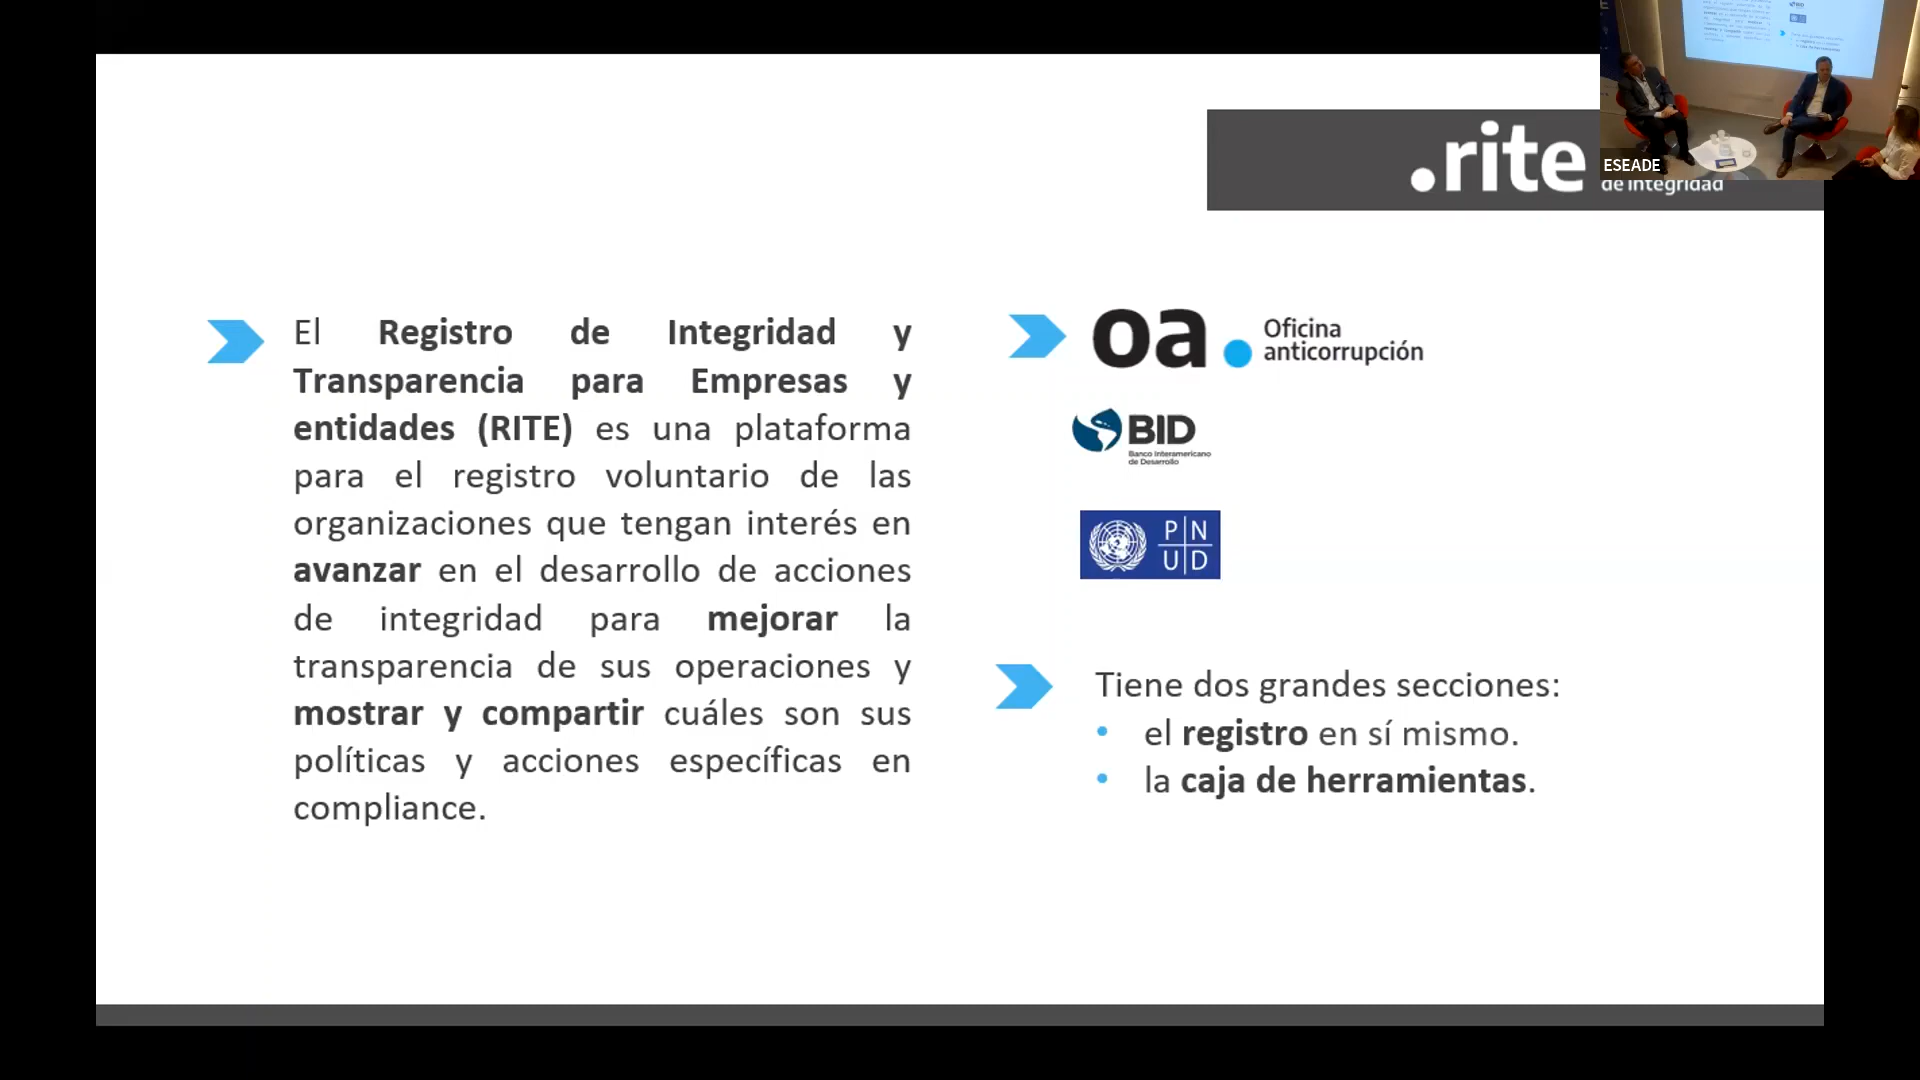 .rite
de integridad
ESEADE
El Registro de Integridad y
Transparencia para Empresas y
entidades (RITE) es una plataforma
para el registro voluntario de las
organizaciones que tengan interés en
avanzar en el desarrollo de acciones
de integridad para mejorar la
transparencia de sus operaciones y
mostrar y compartir cuáles son sus
políticas y acciones específicas en
compliance.
oa. Oficina
anticorrupción
BID
Banco Interamericano
de Desarrollo
PN
UD
Tiene dos grandes secciones:
• el registro en sí mismo.
• la caja de herramientas.